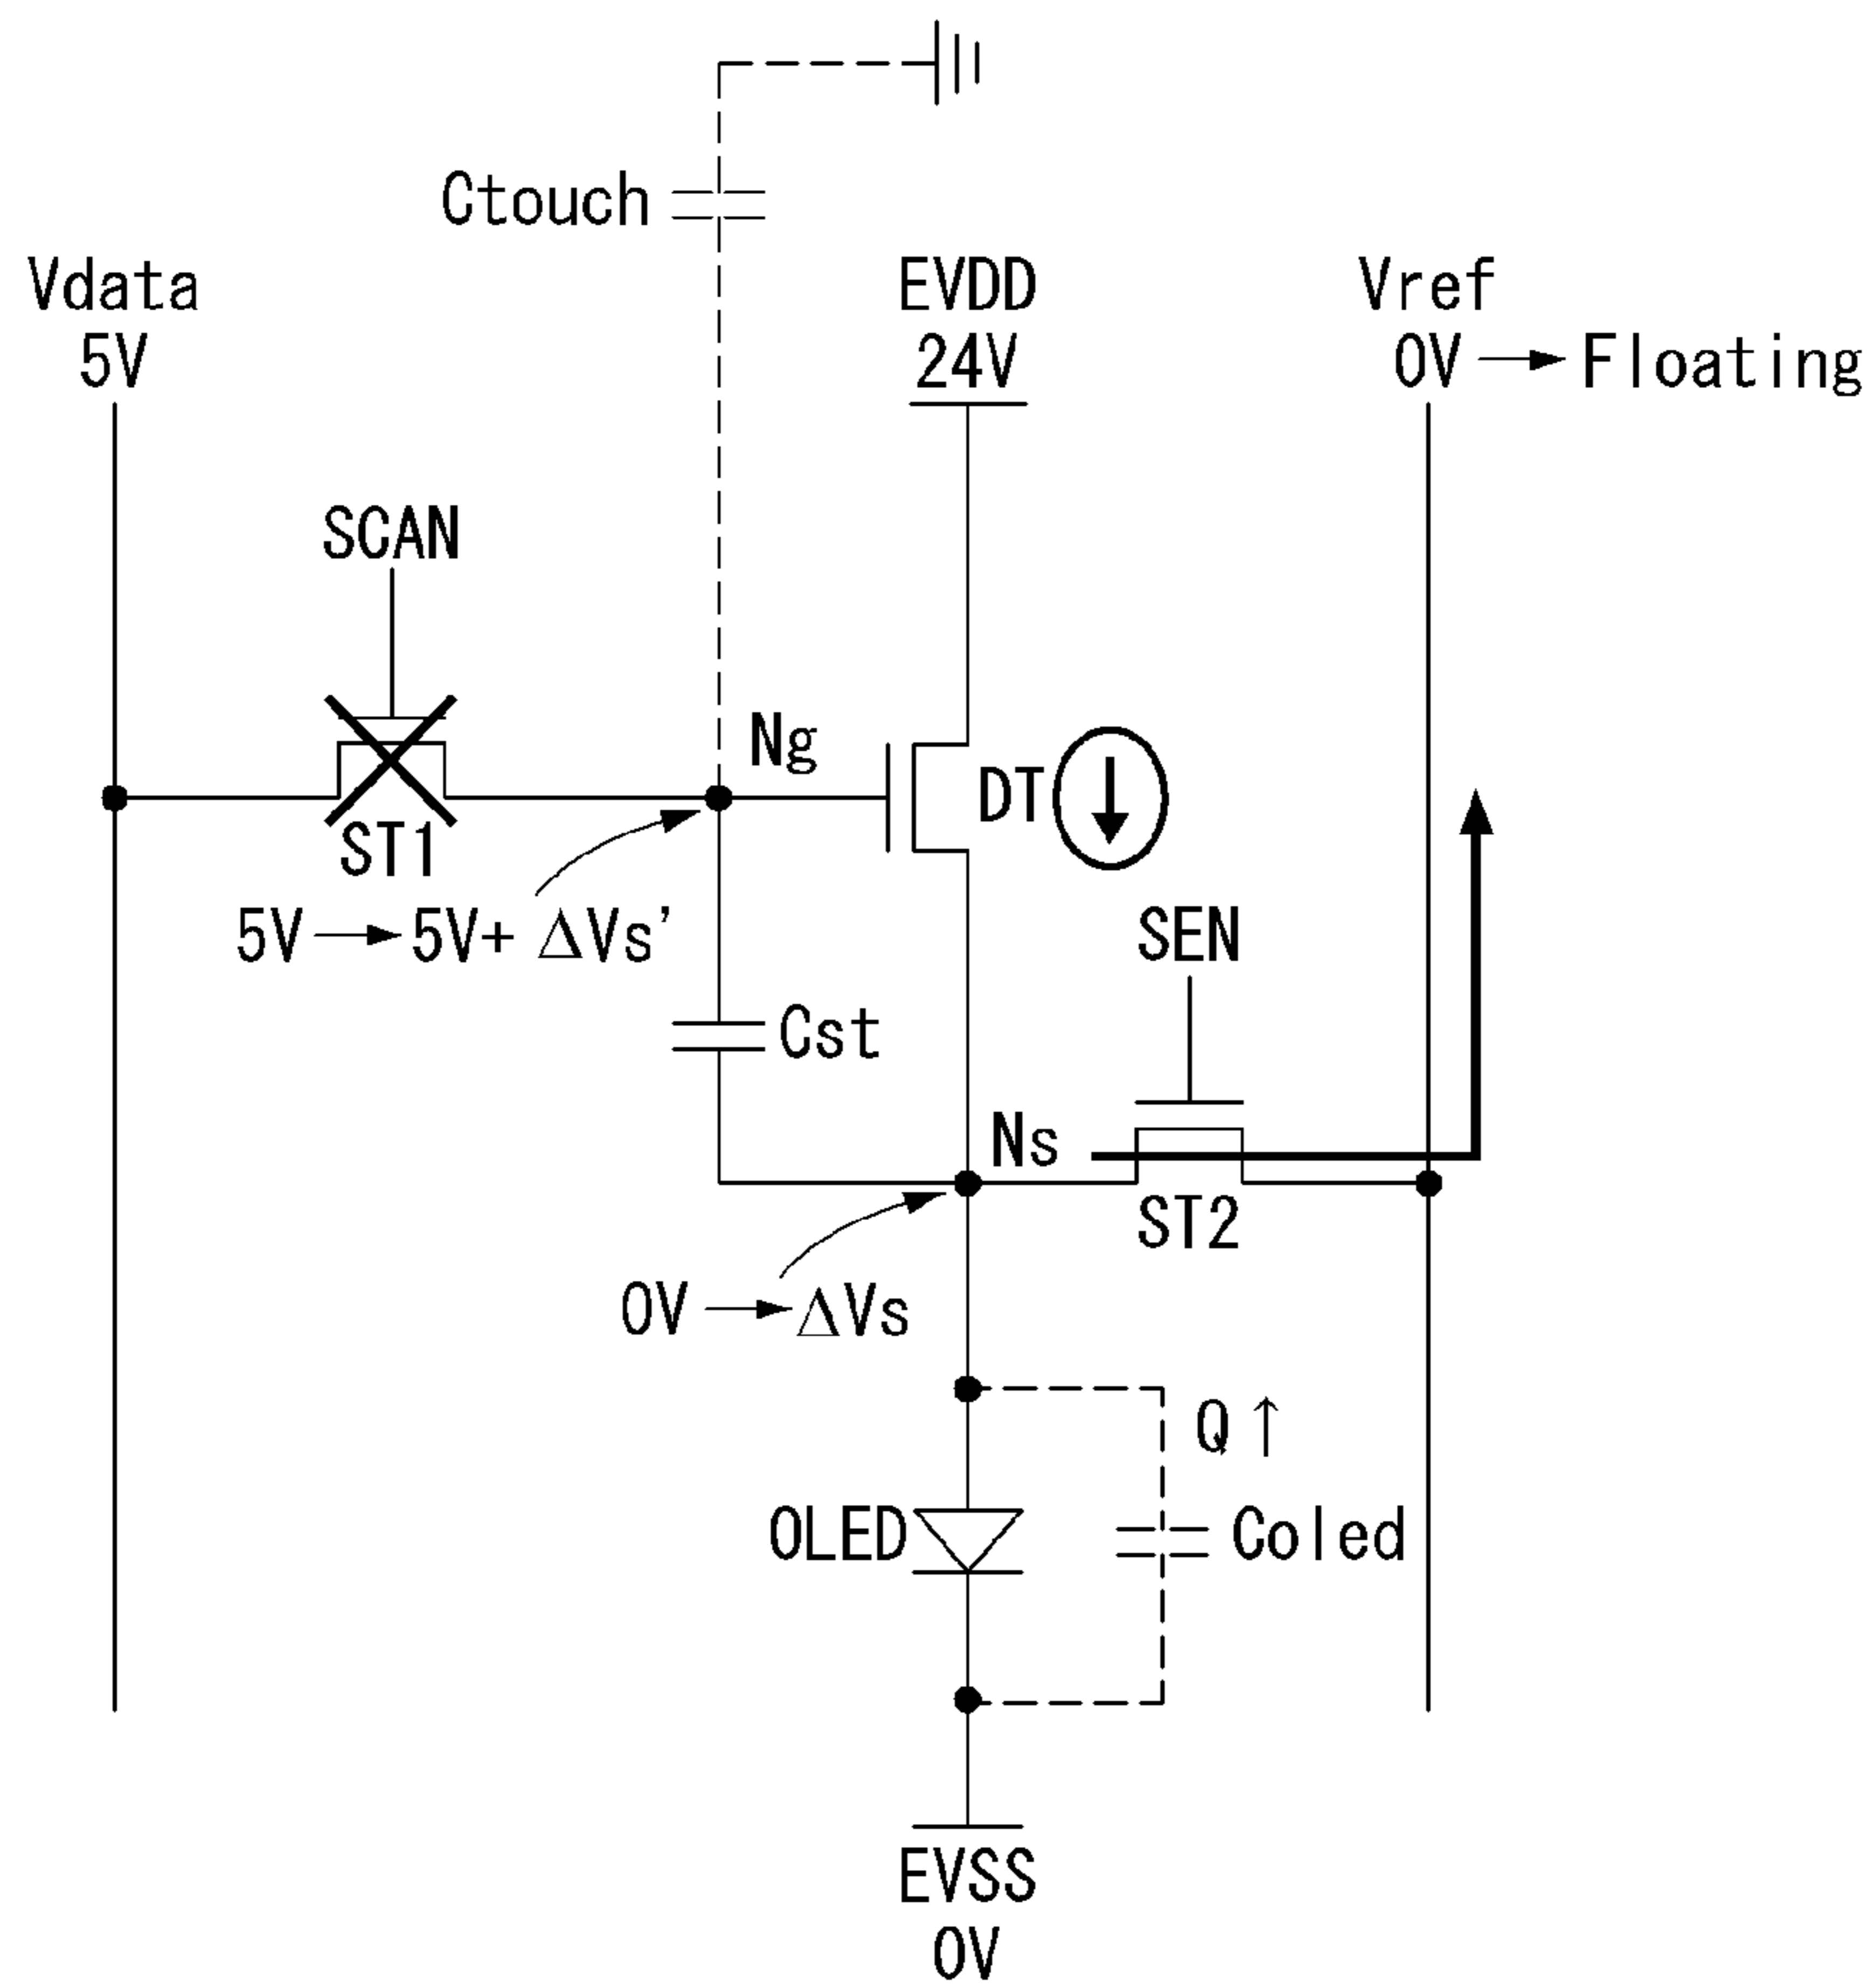 Ctouch
Vdata
5V
EVDD
24V
Vref
0V → Floating
SCAN
Ng
DT
ST1
5V → 5V+ ΔVs'
SEN
Cst
Ns
ST2
0V → ΔVs
Q ↑
OLED
Coled
EVSS
0V